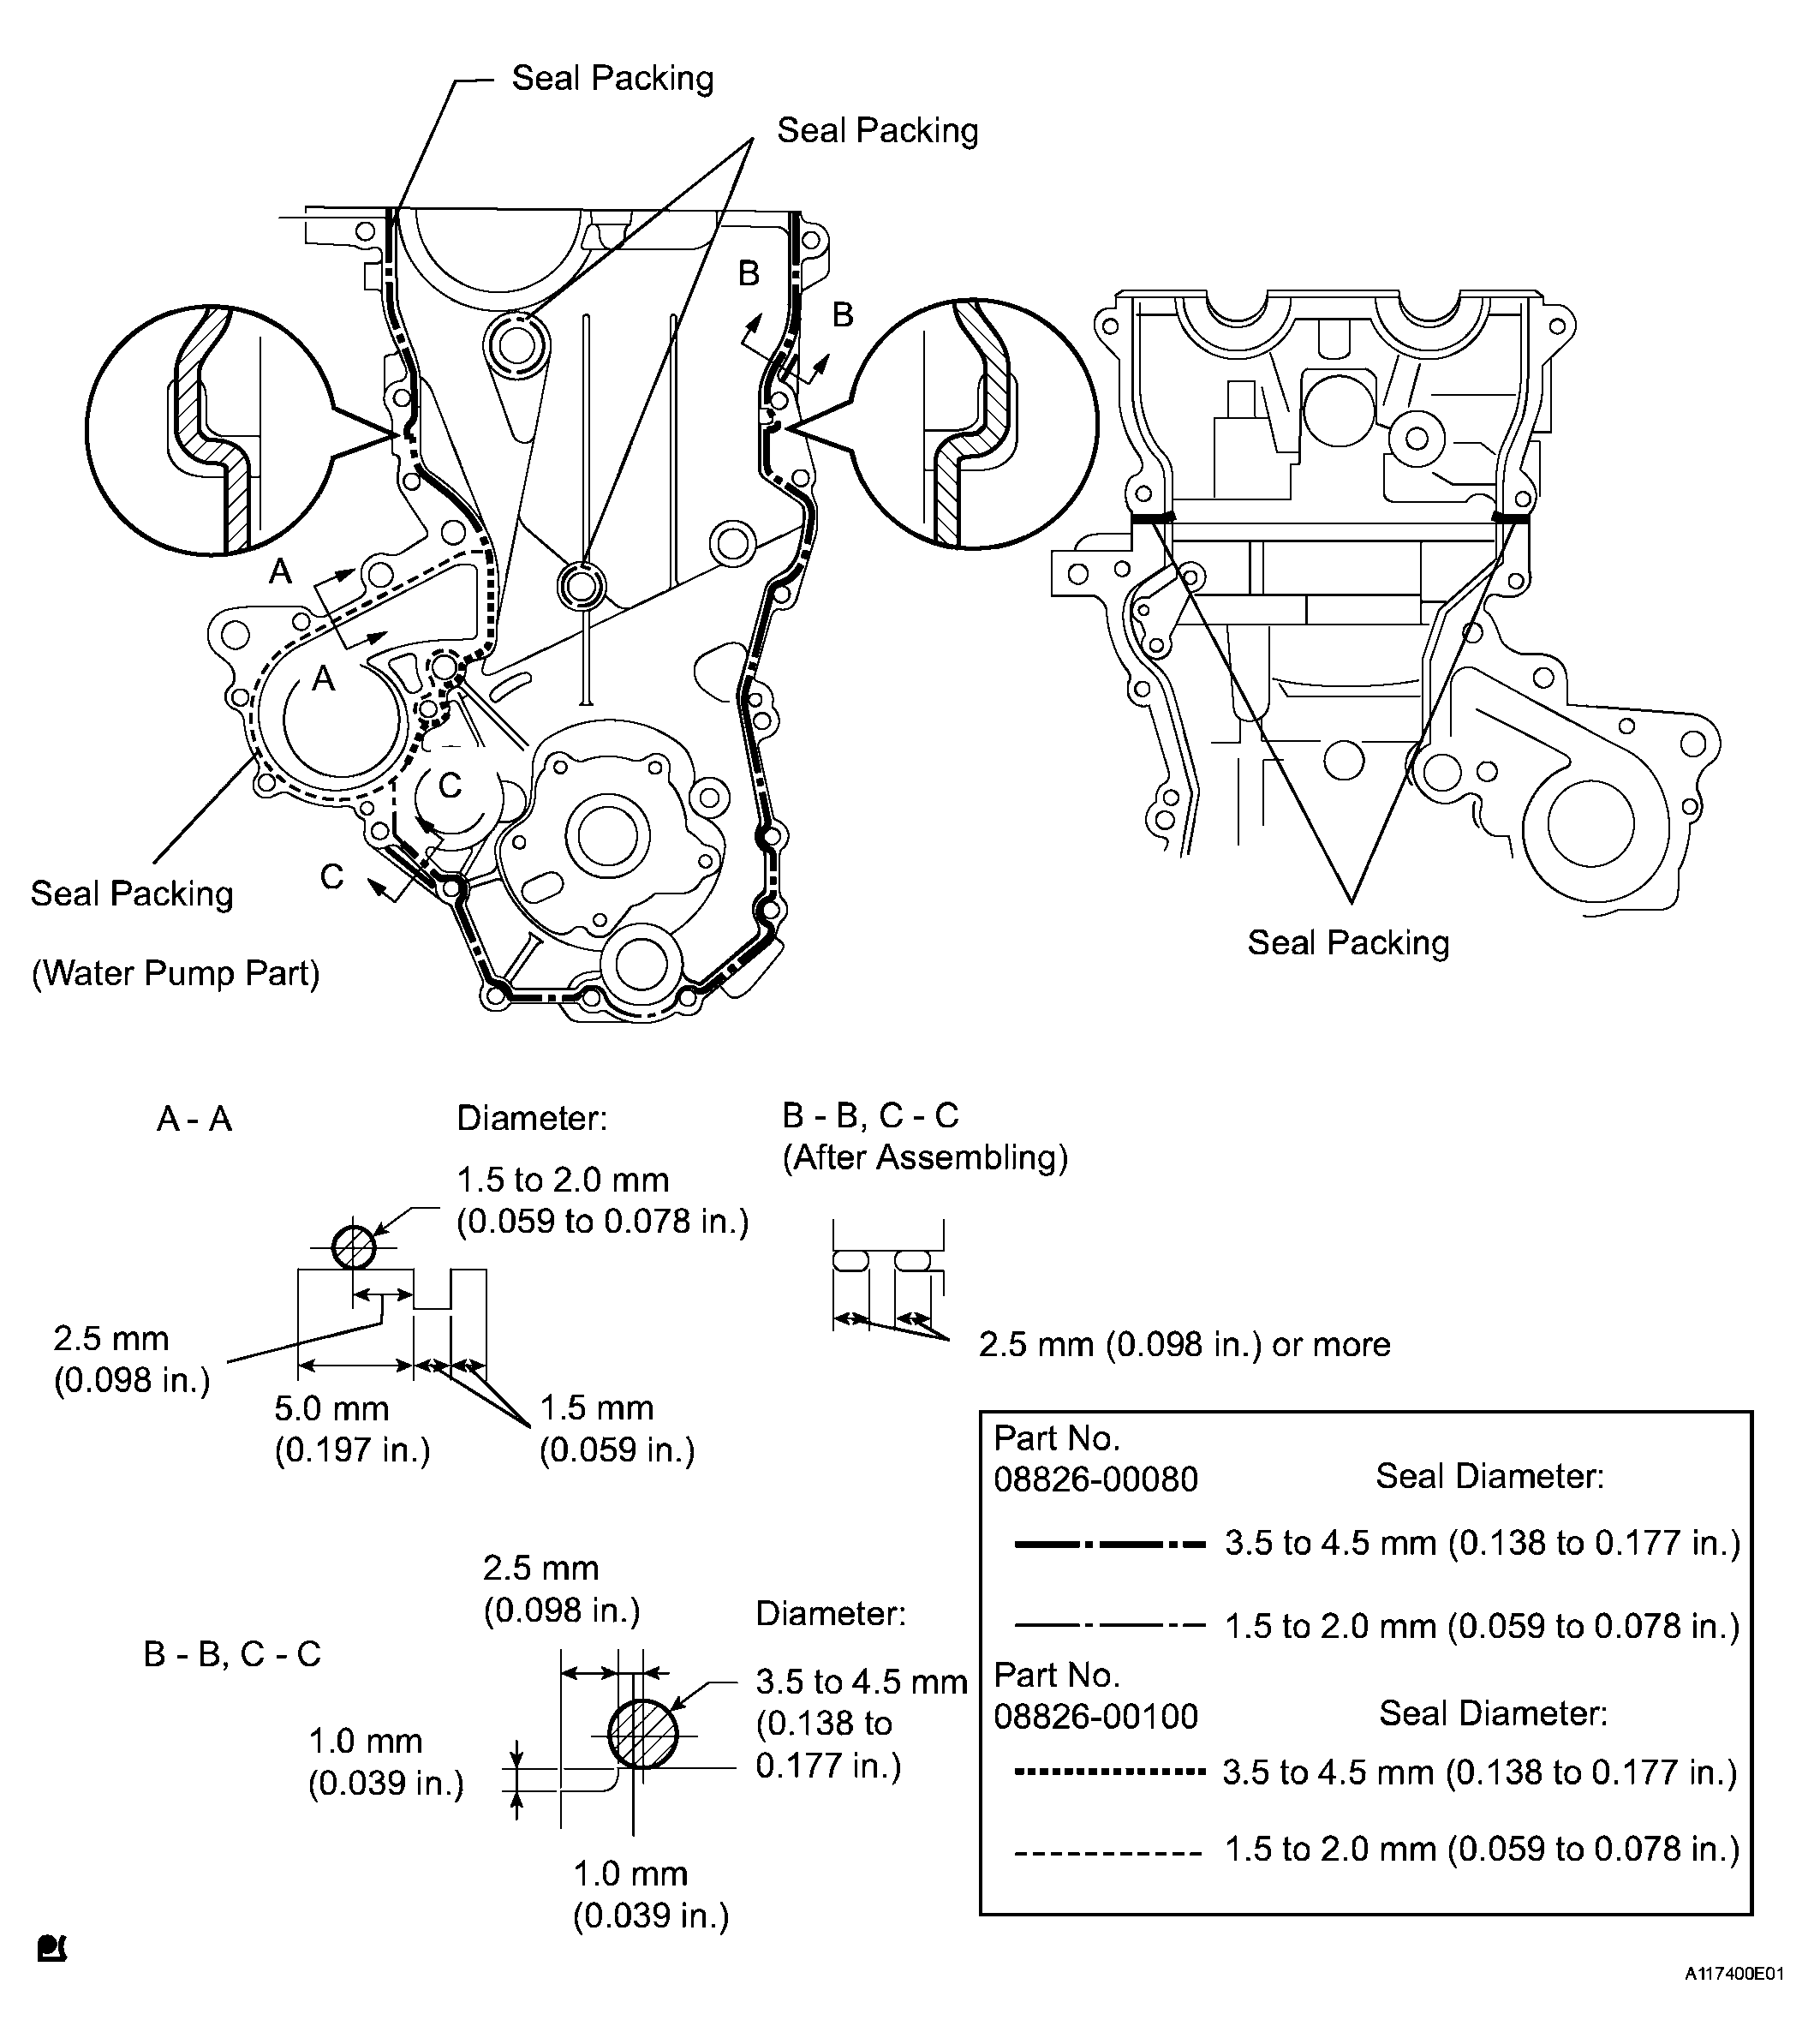 Seal Packing
Seal Packing
B
B
A
A
C
C
Seal Packing
(Water Pump Part)
Seal Packing
A - A
Diameter:
1.5 to 2.0 mm
(0.059 to 0.078 in.)
2.5 mm
(0.098 in.)
5.0 mm
(0.197 in.)
1.5 mm
(0.059 in.)
B - B, C - C
(After Assembling)
2.5 mm (0.098 in.) or more
B - B, C - C
2.5 mm
(0.098 in.)
Diameter:
3.5 to 4.5 mm
(0.138 to
0.177 in.)
1.0 mm
(0.039 in.)
1.0 mm
(0.039 in.)
Part No.
08826-00080
Seal Diameter:
3.5 to 4.5 mm (0.138 to 0.177 in.)
1.5 to 2.0 mm (0.059 to 0.078 in.)
Part No.
08826-00100
Seal Diameter:
3.5 to 4.5 mm (0.138 to 0.177 in.)
1.5 to 2.0 mm (0.059 to 0.078 in.)
A117400E01